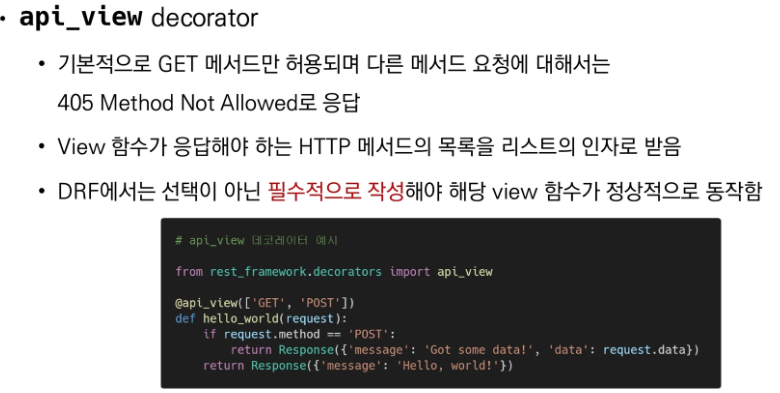 • api_view decorator
• 기본적으로 GET 메서드만 허용되며 다른 메서드 요청에 대해서는
405 Method Not Allowed로 응답
• View 함수가 응답해야 하는 HTTP 메서드의 목록을 리스트의 인자로 받음
• DRF에서는 선택이 아닌 필수적으로 작성해야 해당 view 함수가 정상적으로 동작함
# api_view 데코레이터 예시
from rest_framework.decorators import api_view
@api_view(['GET', 'POST'])
def hello_world(request):
    if request.method == 'POST':
        return Response({'message': 'Got some data!', 'data': request.data})
    return Response({'message': 'Hello, world!'})